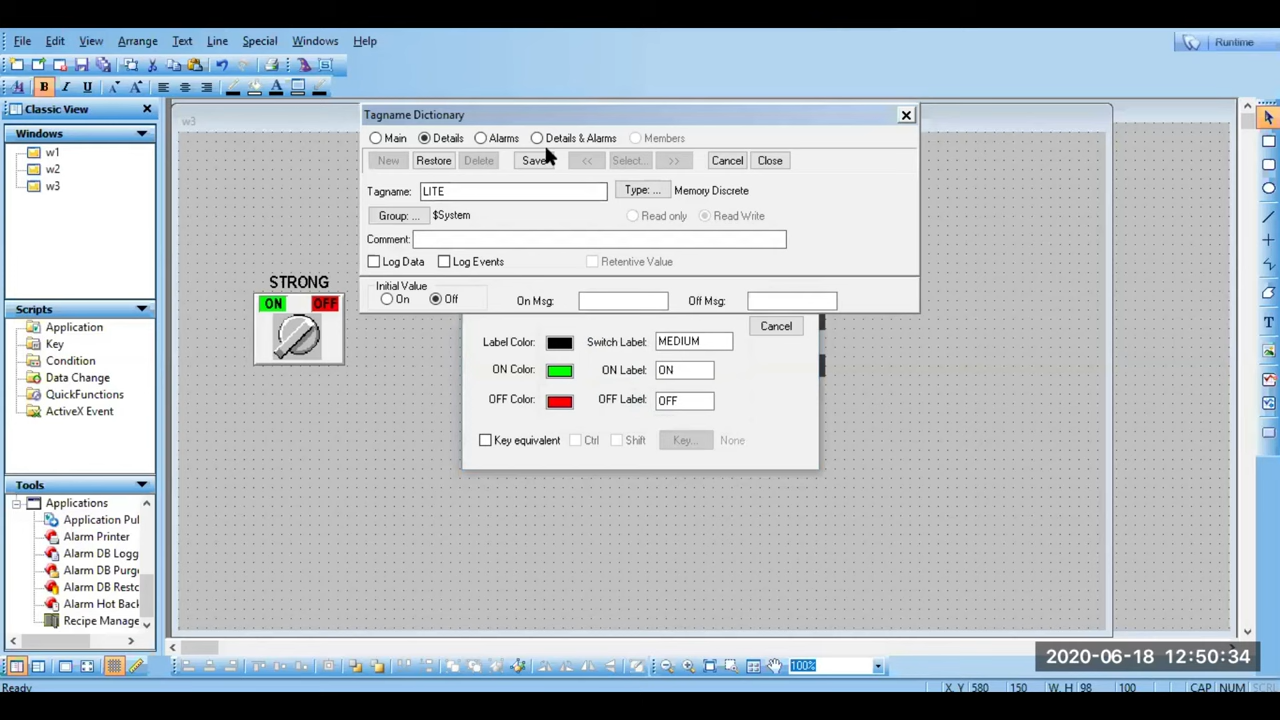 File Edit View Arrange Text Line Special Windows Help
Runtime
B I U A A A
Classic View
Windows
w1
w2
w3
Scripts
Application
Key
Condition
Data Change
QuickFunctions
ActiveX Event
Tools
Applications
Application Pul
Alarm Printer
Alarm DB Logg
Alarm DB Purg
Alarm DB Resto
Alarm Hot Back
Recipe Manage
w3
STRONG
ON OFF
Tagname Dictionary
Main Details Alarms Details & Alarms Members
New Restore Delete Save << Select... >> Cancel Close
Tagname: LITE Type: ... Memory Discrete
Group: ... $System Read only Read Write
Comment:
Log Data Log Events Retentive Value
Initial Value
On Off On Msg: Off Msg:
Cancel
Label Color: Switch Label: MEDIUM
ON Color: ON Label: ON
OFF Color: OFF Label: OFF
Key equivalent Ctrl Shift Key... None
100%
2020-06-18 12:50:34
Ready X, Y 580 150 W, H 98 100 CAP NUM SCRL